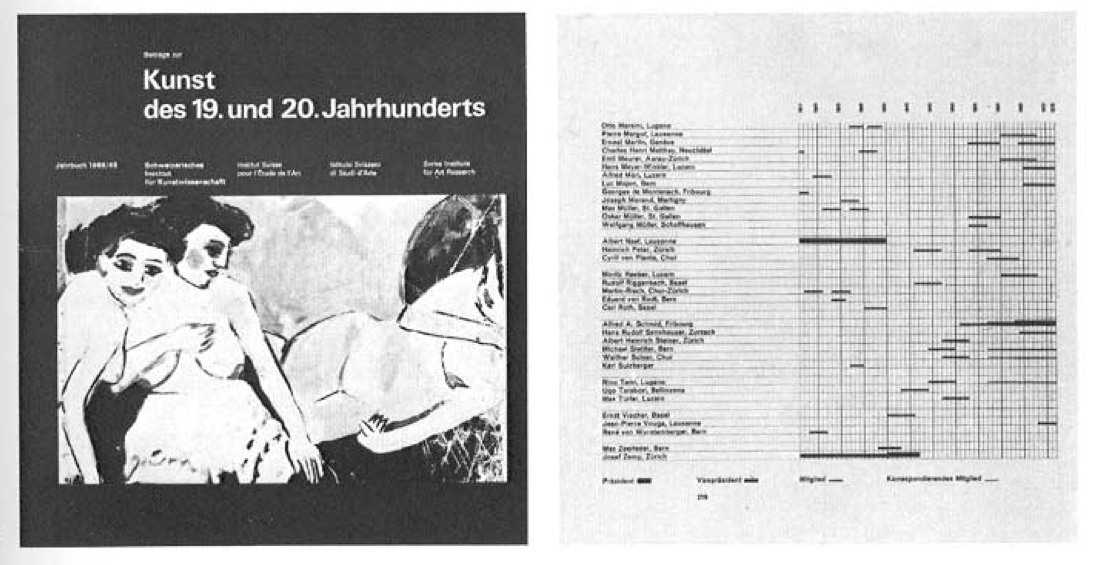 Beiträge zur
Kunst
des 19. und 20. Jahrhunderts
Jahrbuch 1968/69
Schweizerisches
Institut
für Kunstwissenschaft
Institut Suisse
pour l'Étude de l'Art
Istituto Svizzero
di Studi d'Arte
Swiss Institute
for Art Research
Otto Marsini, Lugano
Pierre Margot, Lausanne
Ernest Martin, Genève
Charles Henri Matthey, Neuchâtel
Emil Maurer, Aarau-Zürich
Hans Meyer-Winkler, Luzern
Alfred Mori, Luzern
Luc Mojon, Bern
Georges de Montenach, Fribourg
Joseph Morand, Martigny
Max Müller, St. Gallen
Oskar Müller, St. Gallen
Wolfgang Müller, Schaffhausen
Albert Naef, Lausanne
Heinrich Peter, Zürich
Cyrill von Planta, Chur
Moritz Raeber, Luzern
Rudolf Riggenbach, Basel
Martin Risch, Chur-Zürich
Eduard von Rodt, Bern
Carl Roth, Basel
Alfred A. Schmid, Fribourg
Hans Rudolf Sennhauser, Zurzach
Albert Heinrich Steiner, Zürich
Michael Stettler, Bern
Walther Sulser, Chur
Karl Sulzberger
Rino Tami, Lugano
Ugo Tarabori, Bellinzona
Max Türler, Luzern
Ernst Vischer, Basel
Jean-Pierre Vouga, Lausanne
René von Wurstemberger, Bern
Max Zeerleder, Bern
Josef Zemp, Zürich
Präsident
Vizepräsident
Mitglied
Korrespondierendes Mitglied